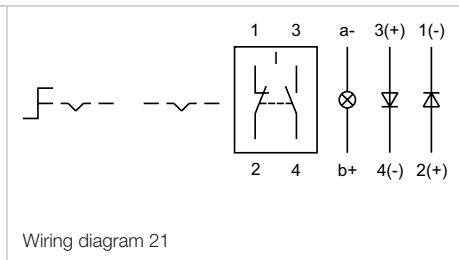 1 3 a- 3(+) 1(-)
2 4 b+ 4(-) 2(+)
Wiring diagram 21